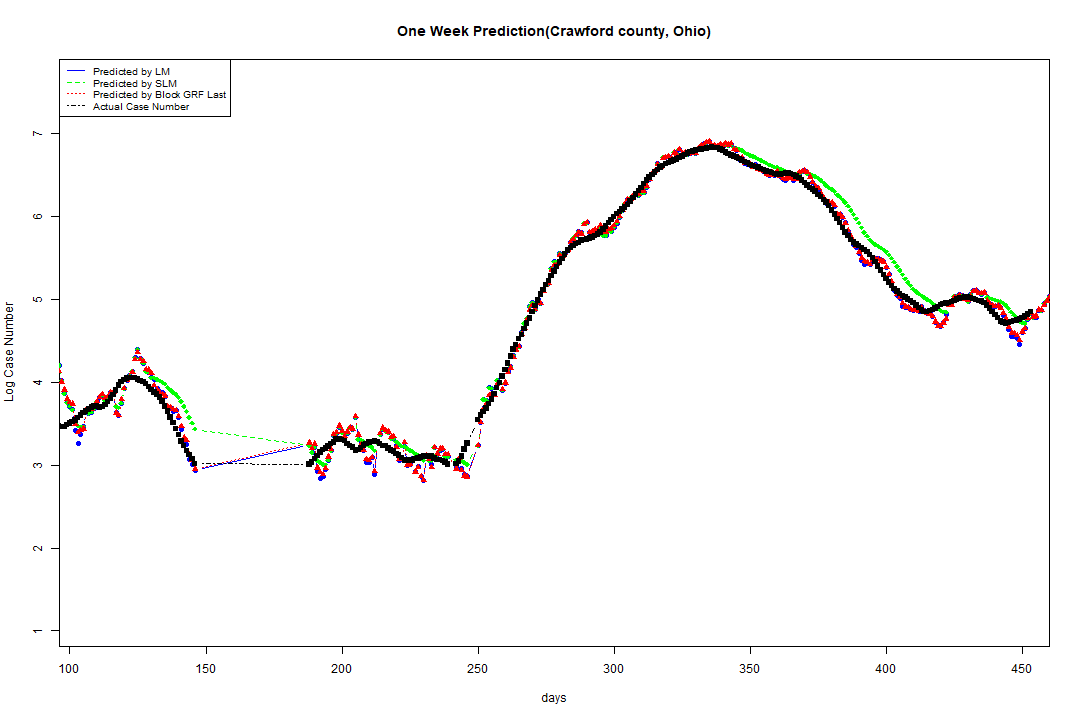 One Week Prediction(Crawford county, Ohio)
Predicted by LM
Predicted by SLM
Predicted by Block GRF Last
Actual Case Number
7
6
5
4
3
2
1
Log Case Number
100 150 200 250 300 350 400 450
days